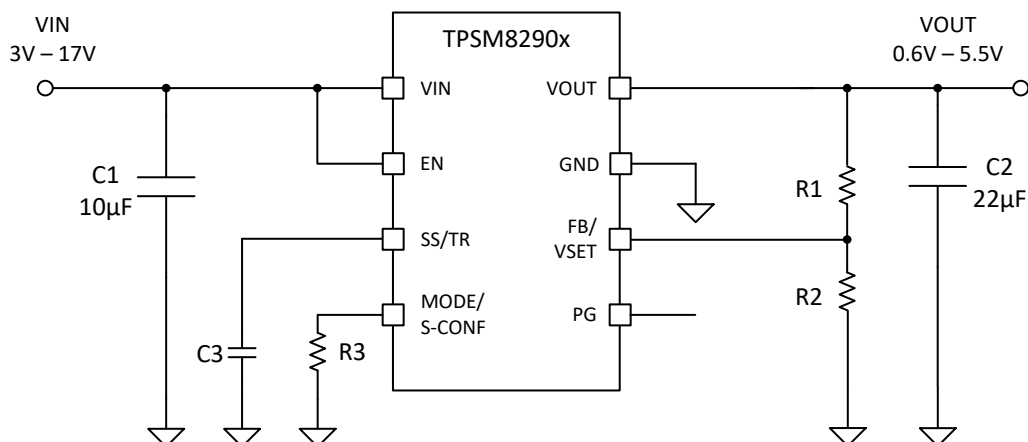 VIN
3V – 17V
TPSM8290x
VOUT
0.6V – 5.5V
VIN
VOUT
EN
GND
C1
10µF
R1
C2
22µF
SS/TR
FB/
VSET
MODE/
S-CONF
PG
R2
C3
R3